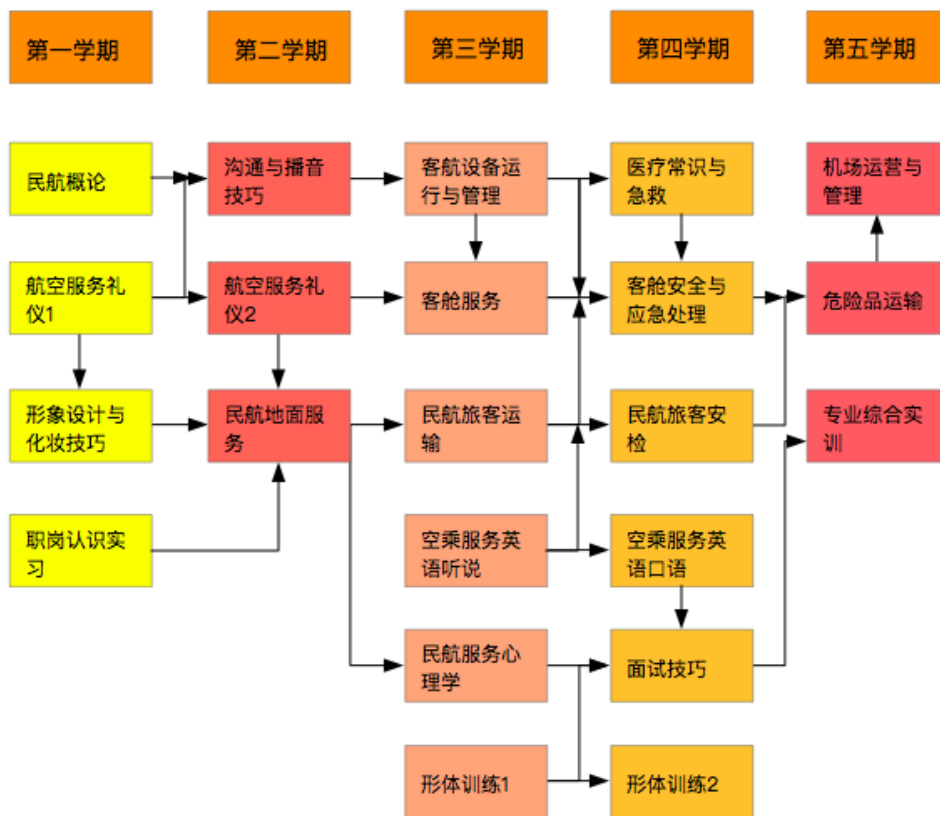 第一学期
第二学期
第三学期
第四学期
第五学期
民航概论
沟通与播音
技巧
客航设备运
行与管理
医疗常识与
急救
机场运营与
管理
航空服务礼
仪1
航空服务礼
仪2
客舱服务
客舱安全与
应急处理
危险品运输
形象设计与
化妆技巧
民航地面服
务
民航旅客运
输
民航旅客安
检
专业综合实
训
职岗认识实
习
空乘服务英
语听说
空乘服务英
语口语
民航服务心
理学
面试技巧
形体训练1
形体训练2